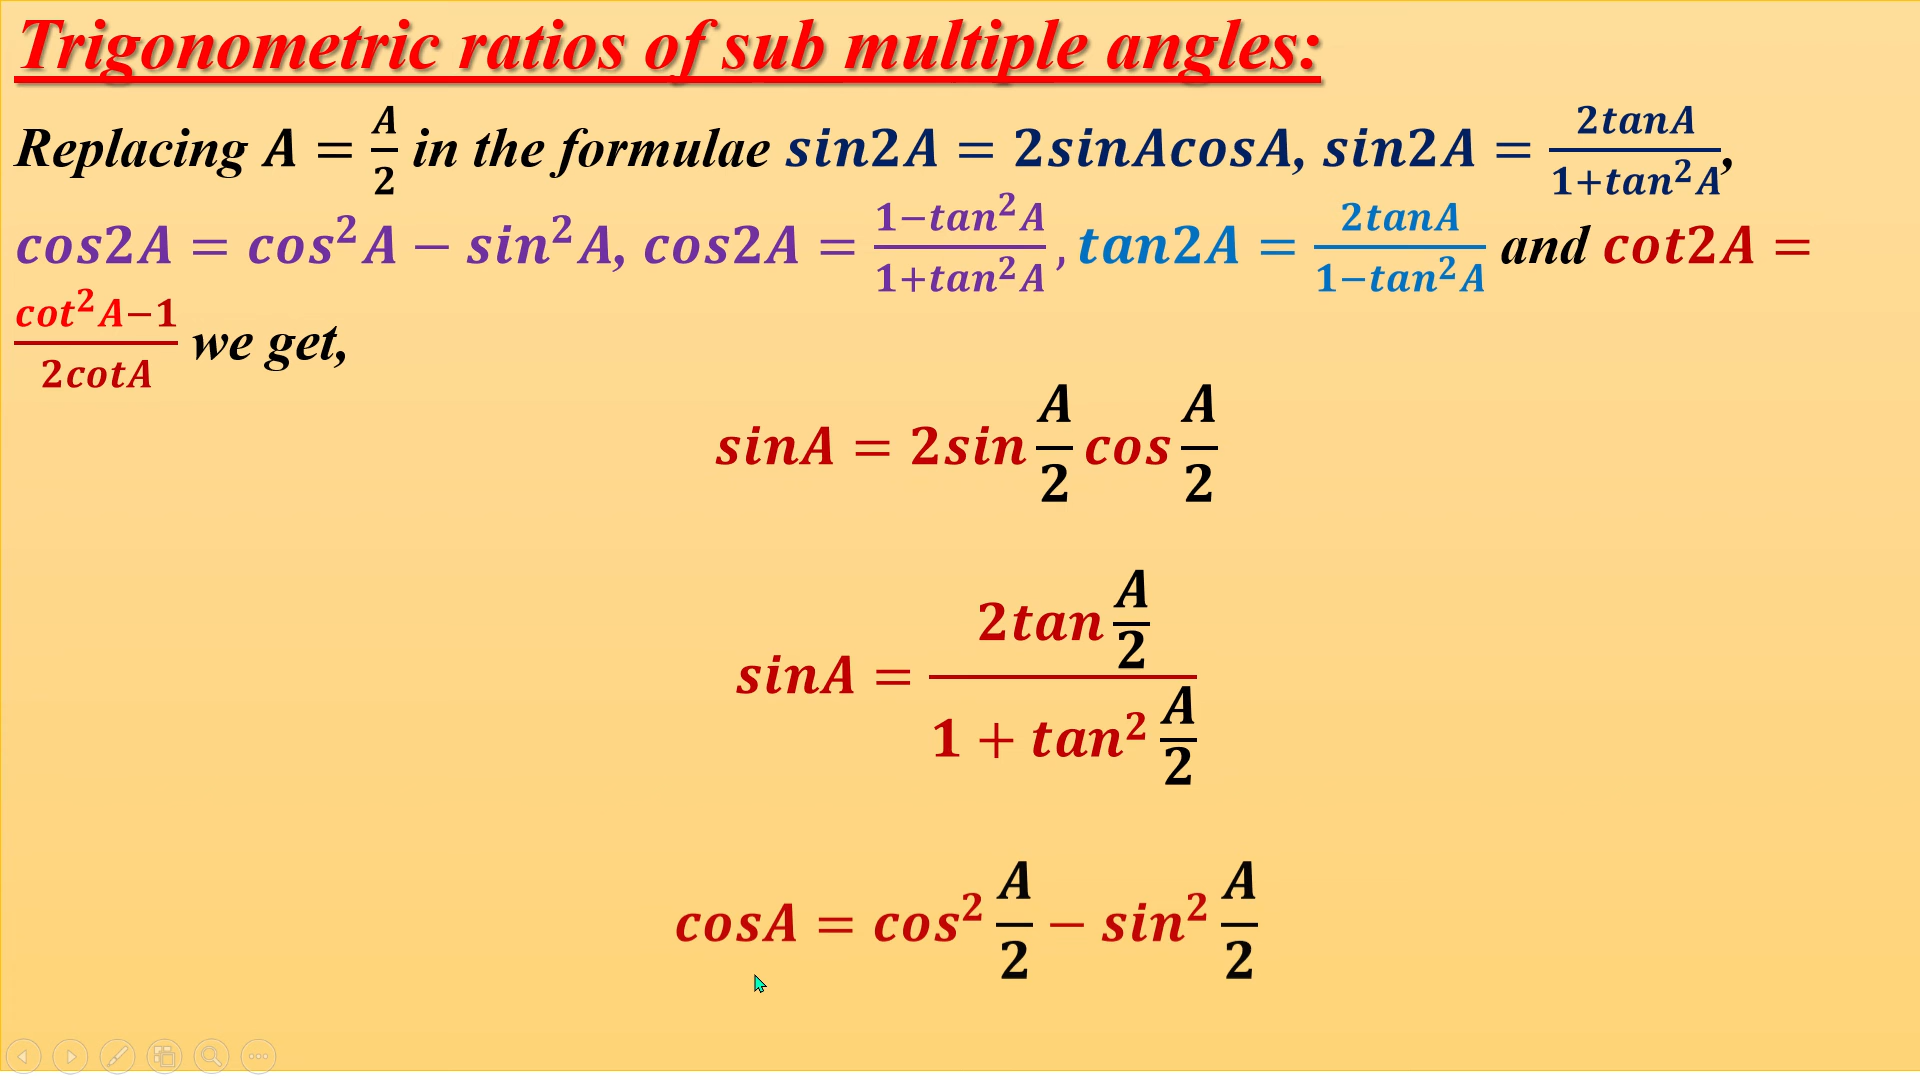 Trigonometric ratios of sub multiple angles:
Replacing A = A/2 in the formulae sin2A = 2sinAcosA, sin2A = 2tanA/1+tan²A,
cos2A = cos²A − sin²A, cos2A = 1−tan²A/1+tan²A, tan2A = 2tanA/1−tan²A and cot2A =
cot²A−1/2cotA we get,
sinA = 2sin A/2 cos A/2
sinA = 2tan A/2 / 1 + tan² A/2
cosA = cos² A/2 − sin² A/2